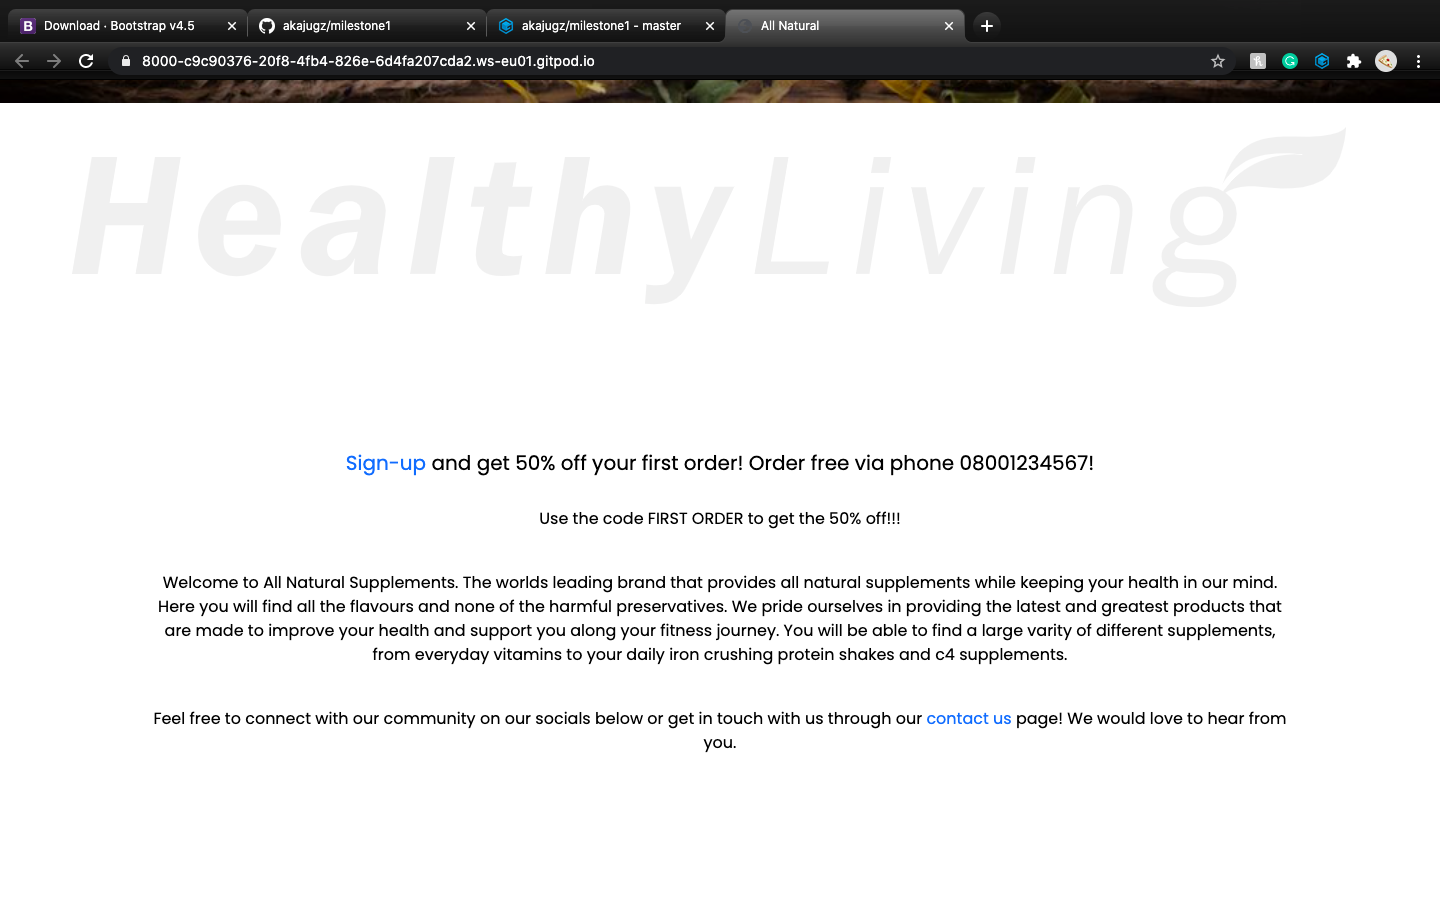 Download · Bootstrap v4.5
akajugz/milestone1
akajugz/milestone1 - master
All Natural
8000-c9c90376-20f8-4fb4-826e-6d4fa207cda2.ws-eu01.gitpod.io
HealthyLiving
Sign-up and get 50% off your first order! Order free via phone 08001234567!
Use the code FIRST ORDER to get the 50% off!!!
Welcome to All Natural Supplements. The worlds leading brand that provides all natural supplements while keeping your health in our mind.
Here you will find all the flavours and none of the harmful preservatives. We pride ourselves in providing the latest and greatest products that
are made to improve your health and support you along your fitness journey. You will be able to find a large varity of different supplements,
from everyday vitamins to your daily iron crushing protein shakes and c4 supplements.
Feel free to connect with our community on our socials below or get in touch with us through our contact us page! We would love to hear from
you.